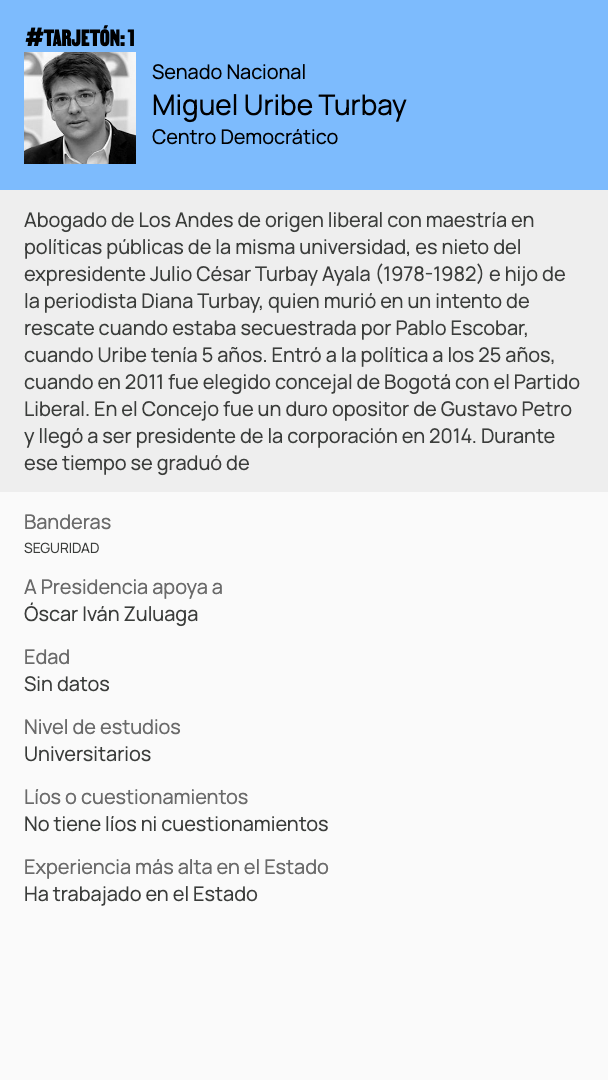 #TARJETÓN: 1
Senado Nacional
Miguel Uribe Turbay
Centro Democrático
Abogado de Los Andes de origen liberal con maestría en
políticas públicas de la misma universidad, es nieto del
expresidente Julio César Turbay Ayala (1978-1982) e hijo de
la periodista Diana Turbay, quien murió en un intento de
rescate cuando estaba secuestrada por Pablo Escobar,
cuando Uribe tenía 5 años. Entró a la política a los 25 años,
cuando en 2011 fue elegido concejal de Bogotá con el Partido
Liberal. En el Concejo fue un duro opositor de Gustavo Petro
y llegó a ser presidente de la corporación en 2014. Durante
ese tiempo se graduó de
Banderas
SEGURIDAD
A Presidencia apoya a
Óscar Iván Zuluaga
Edad
Sin datos
Nivel de estudios
Universitarios
Líos o cuestionamientos
No tiene líos ni cuestionamientos
Experiencia más alta en el Estado
Ha trabajado en el Estado